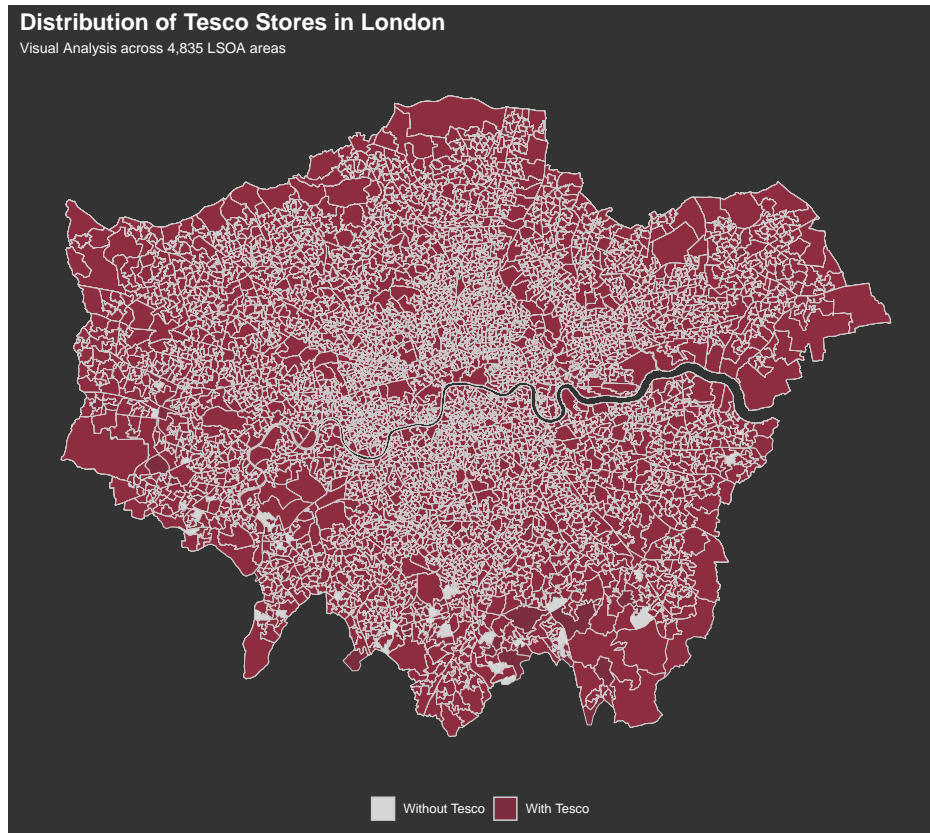 Distribution of Tesco Stores in London
Visual Analysis across 4,835 LSOA areas
Without Tesco With Tesco